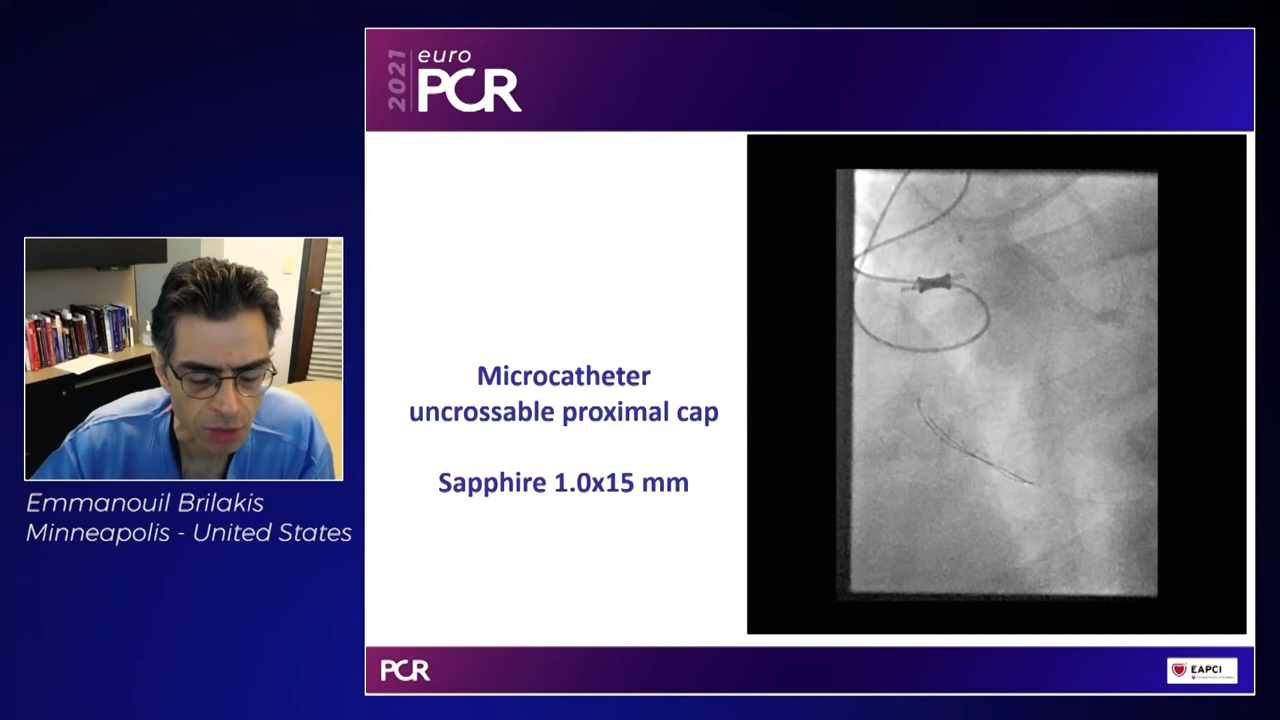 2021
euro
PCR
Microcatheter
uncrossable proximal cap
Sapphire 1.0x15 mm
Emmanouil Brilakis
Minneapolis - United States
PCR
EAPCI